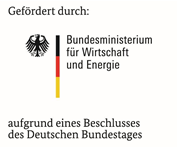 Gefördert durch:
Bundesministerium
für Wirtschaft
und Energie
aufgrund eines Beschlusses
des Deutschen Bundestages